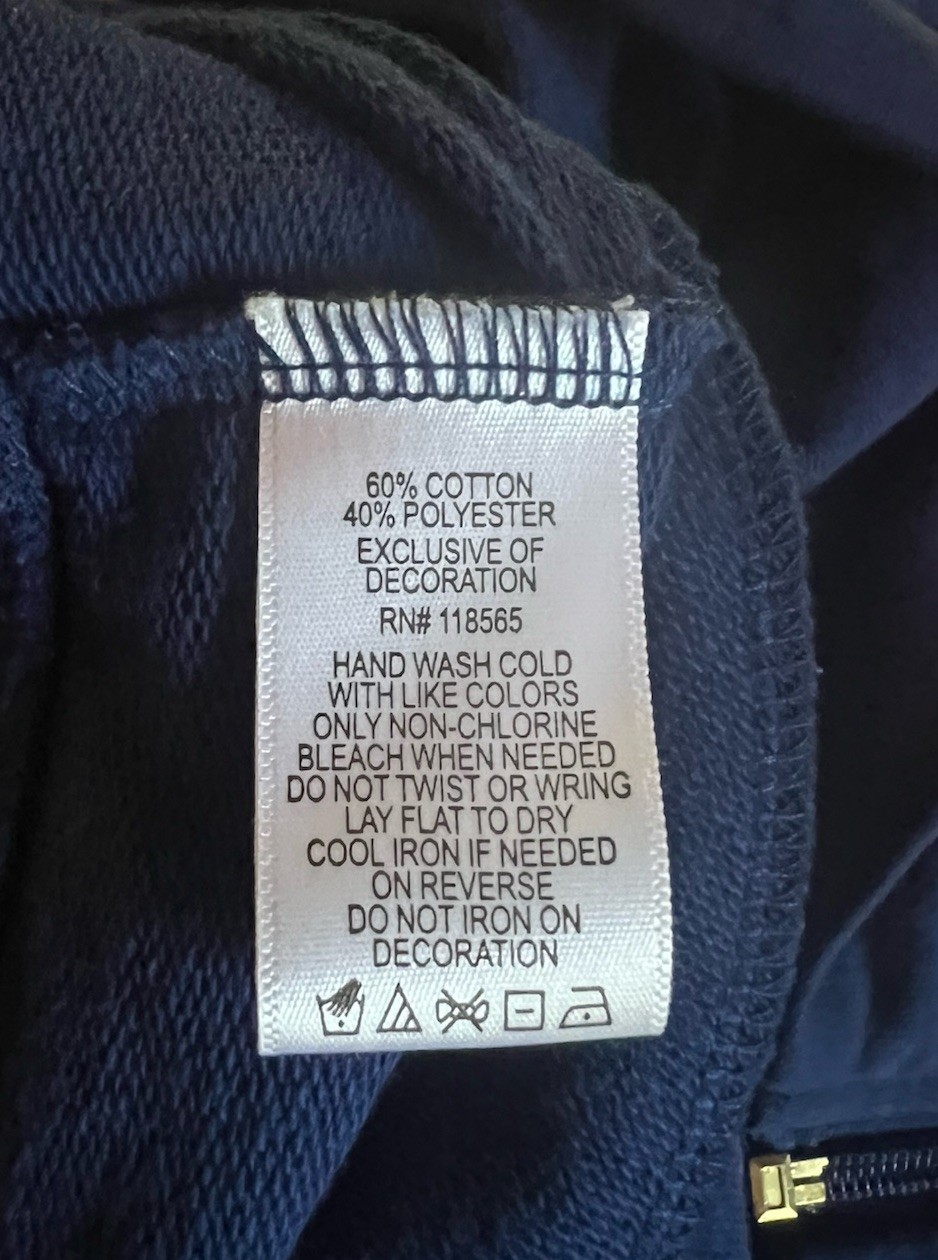 60% COTTON
40% POLYESTER
EXCLUSIVE OF
DECORATION
RN# 118565
HAND WASH COLD
WITH LIKE COLORS
ONLY NON-CHLORINE
BLEACH WHEN NEEDED
DO NOT TWIST OR WRING
LAY FLAT TO DRY
COOL IRON IF NEEDED
ON REVERSE
DO NOT IRON ON
DECORATION